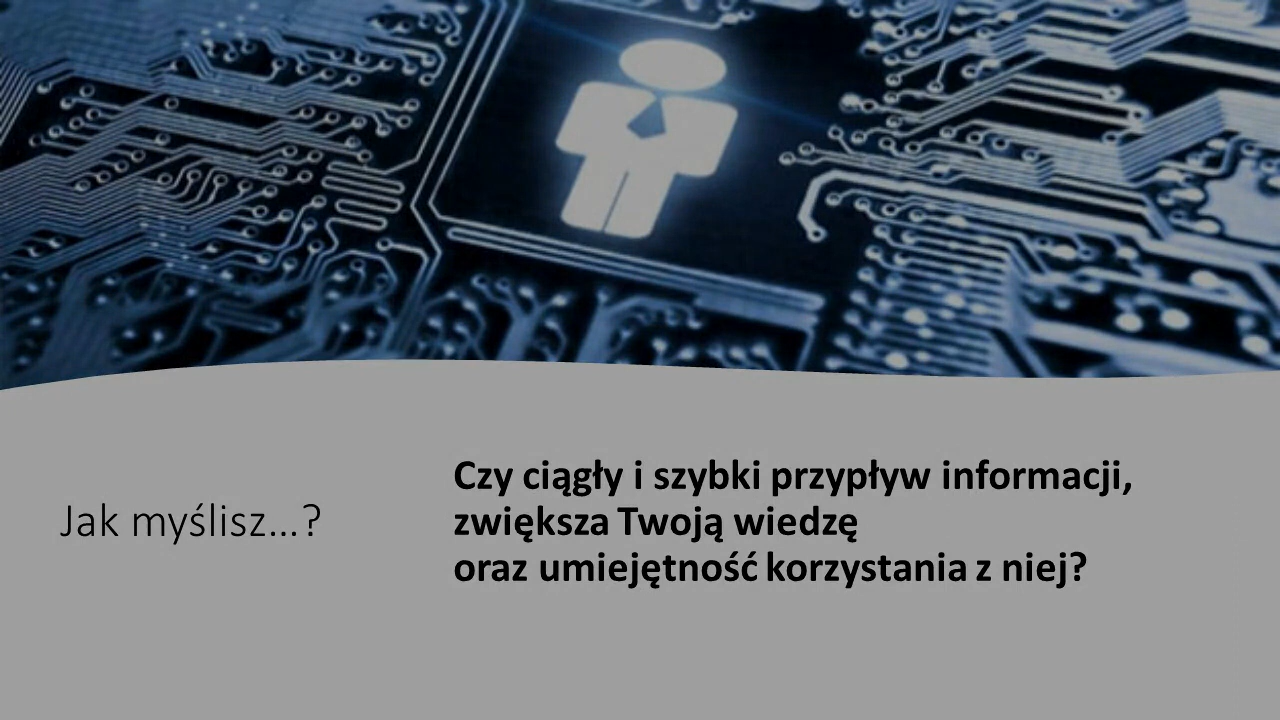 Jak myślisz...?
Czy ciągły i szybki przypływ informacji,
zwiększa Twoją wiedzę
oraz umiejętność korzystania z niej?